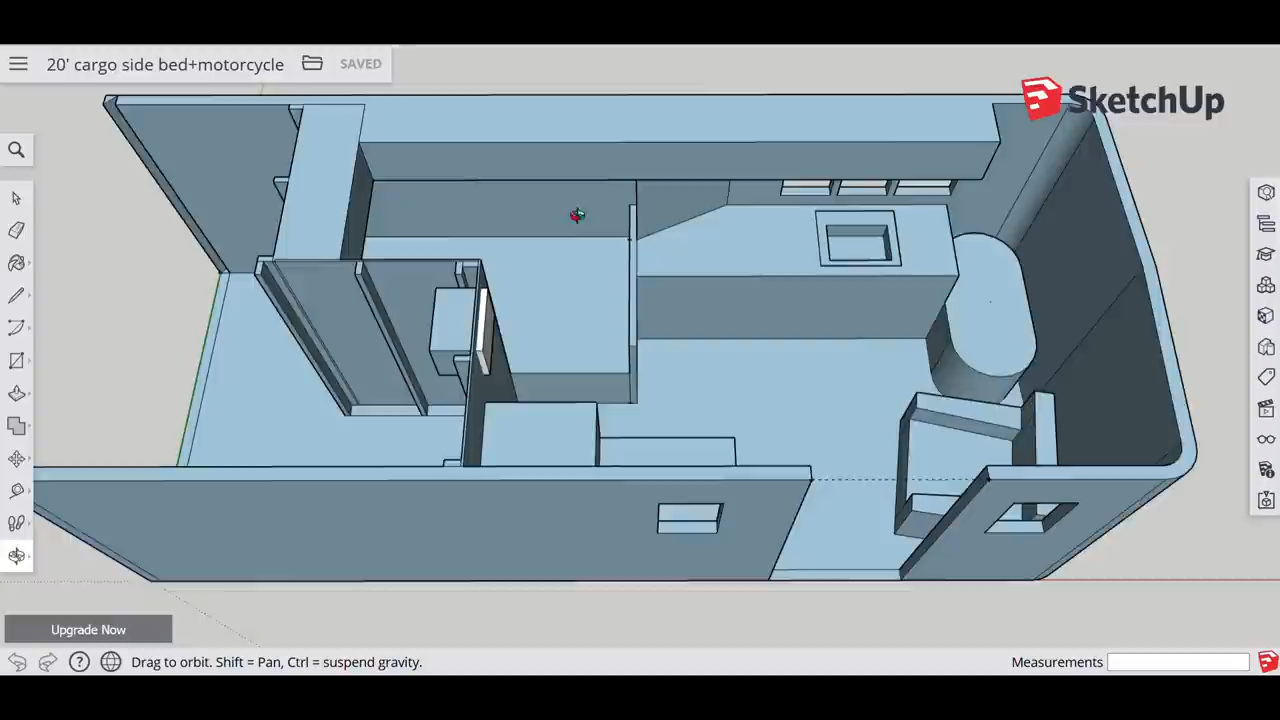 20' cargo side bed+motorcycle
SAVED
SketchUp
Upgrade Now
Drag to orbit. Shift = Pan, Ctrl = suspend gravity.
Measurements